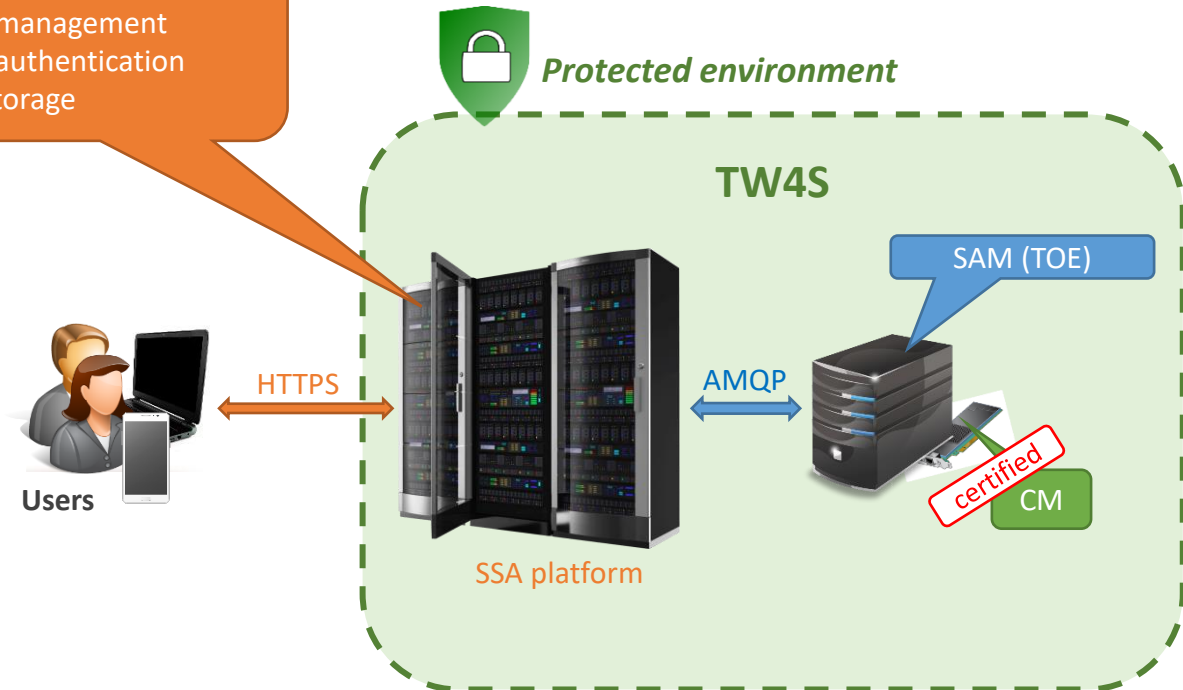 management
authentication
torage
Protected environment
TW4S
SAM (TOE)
HTTPS
AMQP
certified
CM
Users
SSA platform